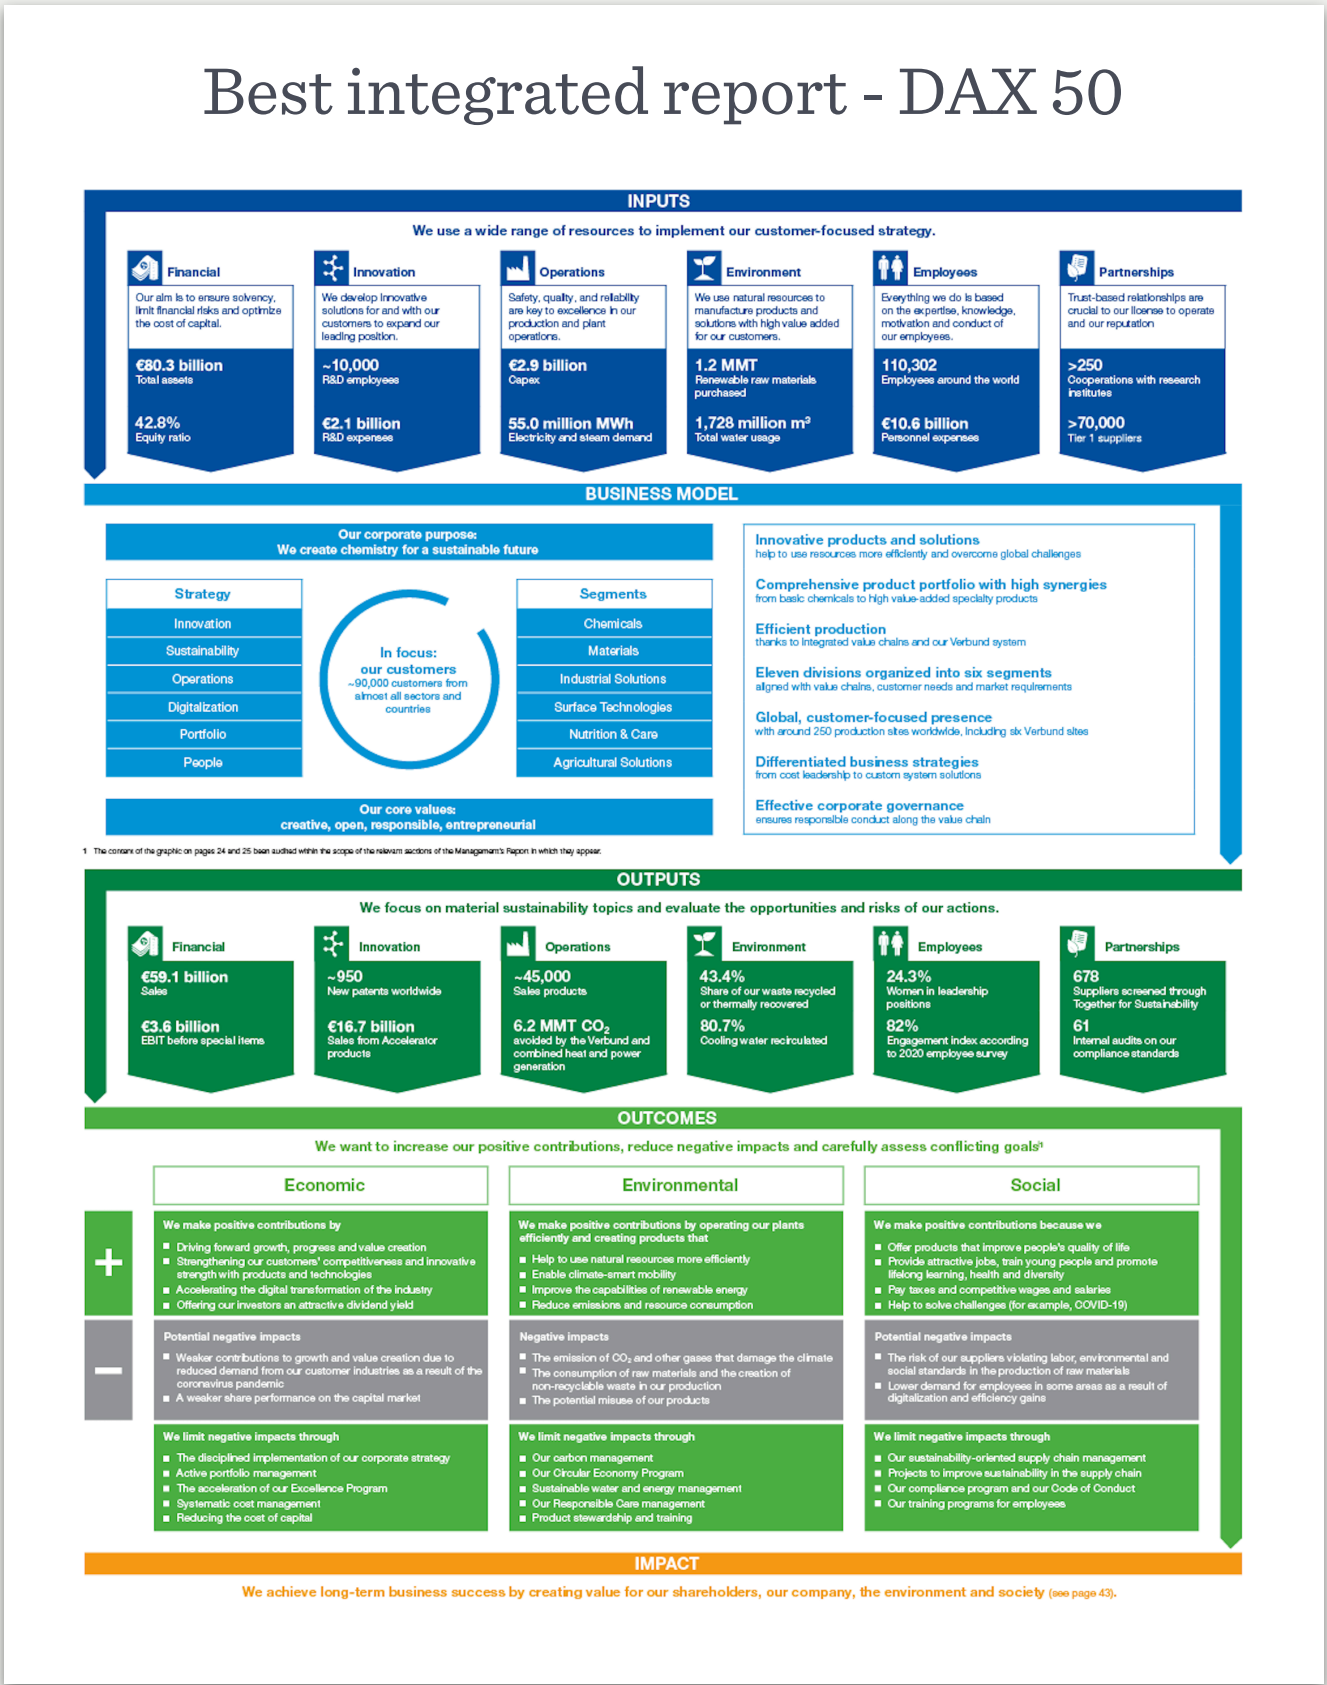 Best integrated report - DAX 50
INPUTS
We use a wide range of resources to implement our customer-focused strategy.
Financial
Our aim is to ensure solvency,
limit financial risks and optimize
the cost of capital.
€80.3 billion
Total assets
42.8%
Equity ratio
Innovation
We develop innovative
solutions for and with our
customers to expand our
leading position.
~10,000
R&D employees
€2.1 billion
R&D expenses
Operations
Safety, quality, and reliability
are key to excellence in our
production and plant
operations.
€2.9 billion
Capex
55.0 million MWh
Electricity and steam demand
Environment
We use natural resources to
manufacture products and
solutions with high value added
for our customers.
1.2 MMT
Renewable raw materials
purchased
1,728 million m³
Total water usage
Employees
Everything we do is based
on the expertise, knowledge,
motivation and conduct of
our employees.
110,302
Employees around the world
€10.6 billion
Personnel expenses
Partnerships
Trust-based relationships are
crucial to our license to operate
and our reputation
>250
Cooperations with research
institutes
>70,000
Tier 1 suppliers
BUSINESS MODEL
Our corporate purpose:
We create chemistry for a sustainable future
Strategy
Innovation
Sustainability
Operations
Digitalization
Portfolio
People
In focus:
our customers
~90,000 customers from
almost all sectors and
countries
Segments
Chemicals
Materials
Industrial Solutions
Surface Technologies
Nutrition & Care
Agricultural Solutions
Our core values:
creative, open, responsible, entrepreneurial
Innovative products and solutions
help to use resources more efficiently and overcome global challenges
Comprehensive product portfolio with high synergies
from basic chemicals to high value-added specialty products
Efficient production
thanks to integrated value chains and our Verbund system
Eleven divisions organized into six segments
aligned with value chains, customer needs and market requirements
Global, customer-focused presence
with around 250 production sites worldwide, including six Verbund sites
Differentiated business strategies
from cost leadership to custom system solutions
Effective corporate governance
ensures responsible conduct along the value chain
1 The content of the graphic on pages 24 and 25 been audited within the scope of the relevant sections of the Management's Report in which they appear.
OUTPUTS
We focus on material sustainability topics and evaluate the opportunities and risks of our actions.
Financial
€59.1 billion
Sales
€3.6 billion
EBIT before special items
Innovation
~950
New patents worldwide
€16.7 billion
Sales from Accelerator
products
Operations
~45,000
Sales products
6.2 MMT CO₂
avoided by the Verbund and
combined heat and power
generation
Environment
43.4%
Share of our waste recycled
or thermally recovered
80.7%
Cooling water recirculated
Employees
24.3%
Women in leadership
positions
82%
Engagement index according
to 2020 employee survey
Partnerships
678
Suppliers screened through
Together for Sustainability
61
Internal audits on our
compliance standards
OUTCOMES
We want to increase our positive contributions, reduce negative impacts and carefully assess conflicting goals¹
Economic
Environmental
Social
+
We make positive contributions by
■ Driving forward growth, progress and value creation
■ Strengthening our customers' competitiveness and innovative
strength with products and technologies
■ Accelerating the digital transformation of the industry
■ Offering our investors an attractive dividend yield
We make positive contributions by operating our plants
efficiently and creating products that
■ Help to use natural resources more efficiently
■ Enable climate-smart mobility
■ Improve the capabilities of renewable energy
■ Reduce emissions and resource consumption
We make positive contributions because we
■ Offer products that improve people's quality of life
■ Provide attractive jobs, train young people and promote
lifelong learning, health and diversity
■ Pay taxes and competitive wages and salaries
■ Help to solve challenges (for example, COVID-19)
–
Potential negative impacts
■ Weaker contributions to growth and value creation due to
reduced demand from our customer industries as a result of the
coronavirus pandemic
■ A weaker share performance on the capital market
Negative impacts
■ The emission of CO₂ and other gases that damage the climate
■ The consumption of raw materials and the creation of
non-recyclable waste in our production
■ The potential misuse of our products
Potential negative impacts
■ The risk of our suppliers violating labor, environmental and
social standards in the production of raw materials
■ Lower demand for employees in some areas as a result of
digitalization and efficiency gains
We limit negative impacts through
■ The disciplined implementation of our corporate strategy
■ Active portfolio management
■ The acceleration of our Excellence Program
■ Systematic cost management
■ Reducing the cost of capital
We limit negative impacts through
■ Our carbon management
■ Our Circular Economy Program
■ Sustainable water and energy management
■ Our Responsible Care management
■ Product stewardship and training
We limit negative impacts through
■ Our sustainability-oriented supply chain management
■ Projects to improve sustainability in the supply chain
■ Our compliance program and our Code of Conduct
■ Our training programs for employees
IMPACT
We achieve long-term business success by creating value for our shareholders, our company, the environment and society (see page 43).